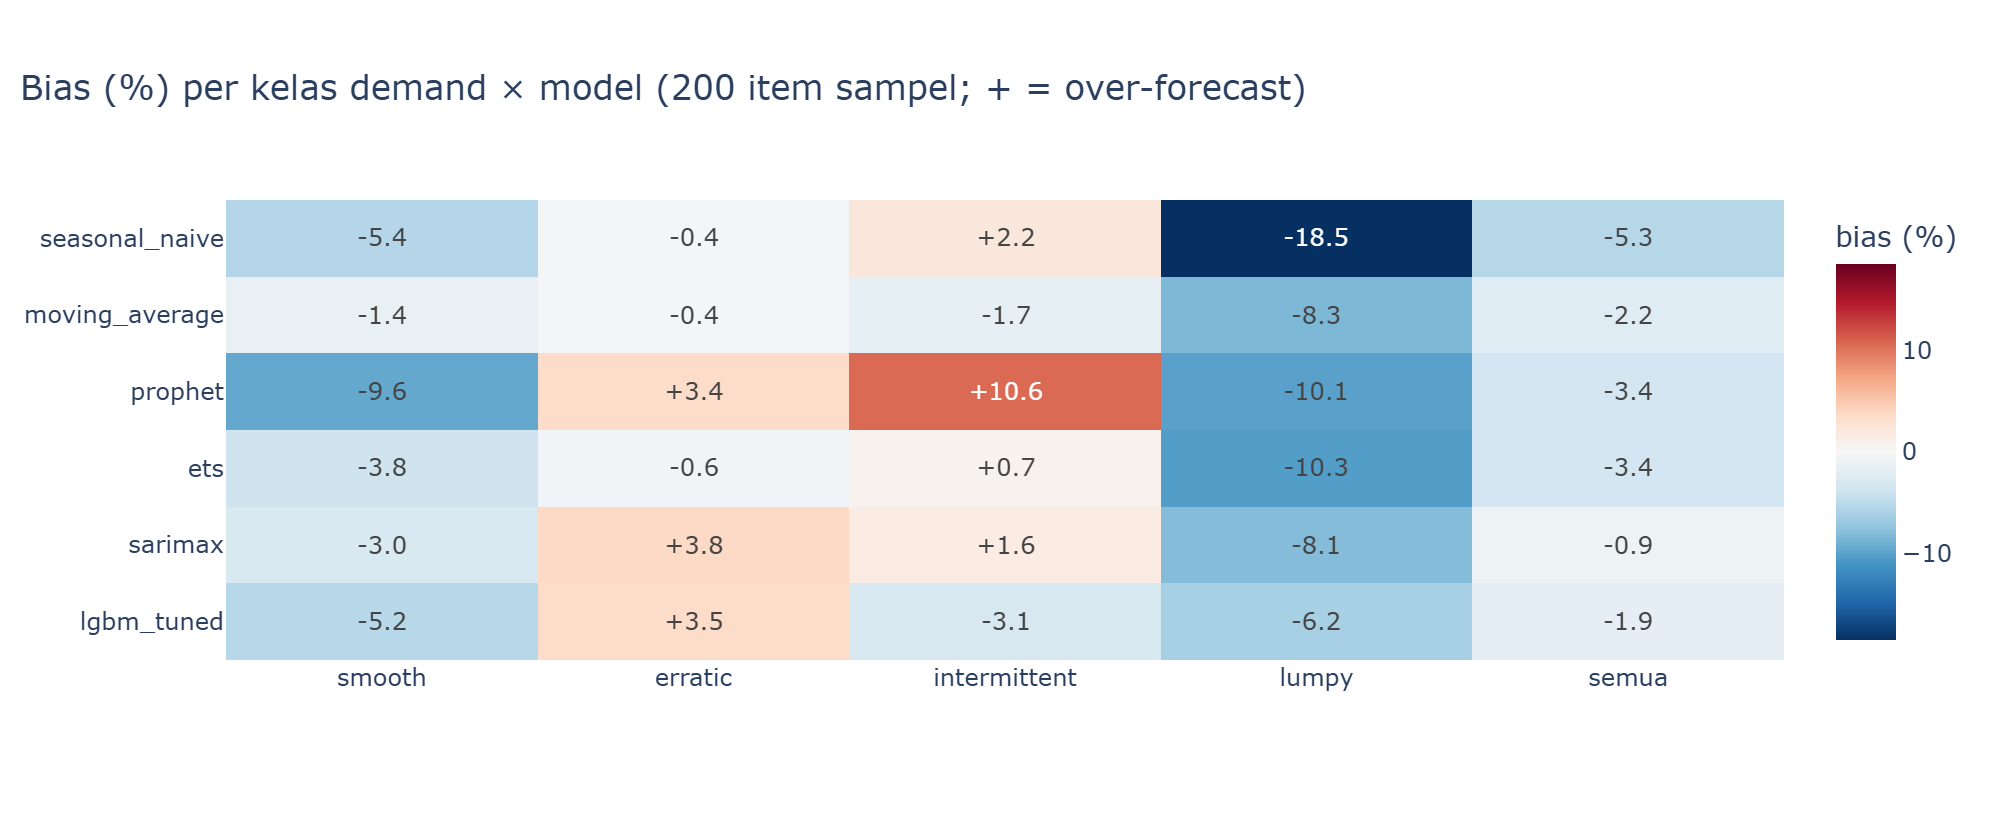 Bias (%) per kelas demand × model (200 item sampel; + = over-forecast)
seasonal_naive -5.4 -0.4 +2.2 -18.5 -5.3
moving_average -1.4 -0.4 -1.7 -8.3 -2.2
prophet -9.6 +3.4 +10.6 -10.1 -3.4
ets -3.8 -0.6 +0.7 -10.3 -3.4
sarimax -3.0 +3.8 +1.6 -8.1 -0.9
lgbm_tuned -5.2 +3.5 -3.1 -6.2 -1.9
smooth erratic intermittent lumpy semua
bias (%)
10
0
−10